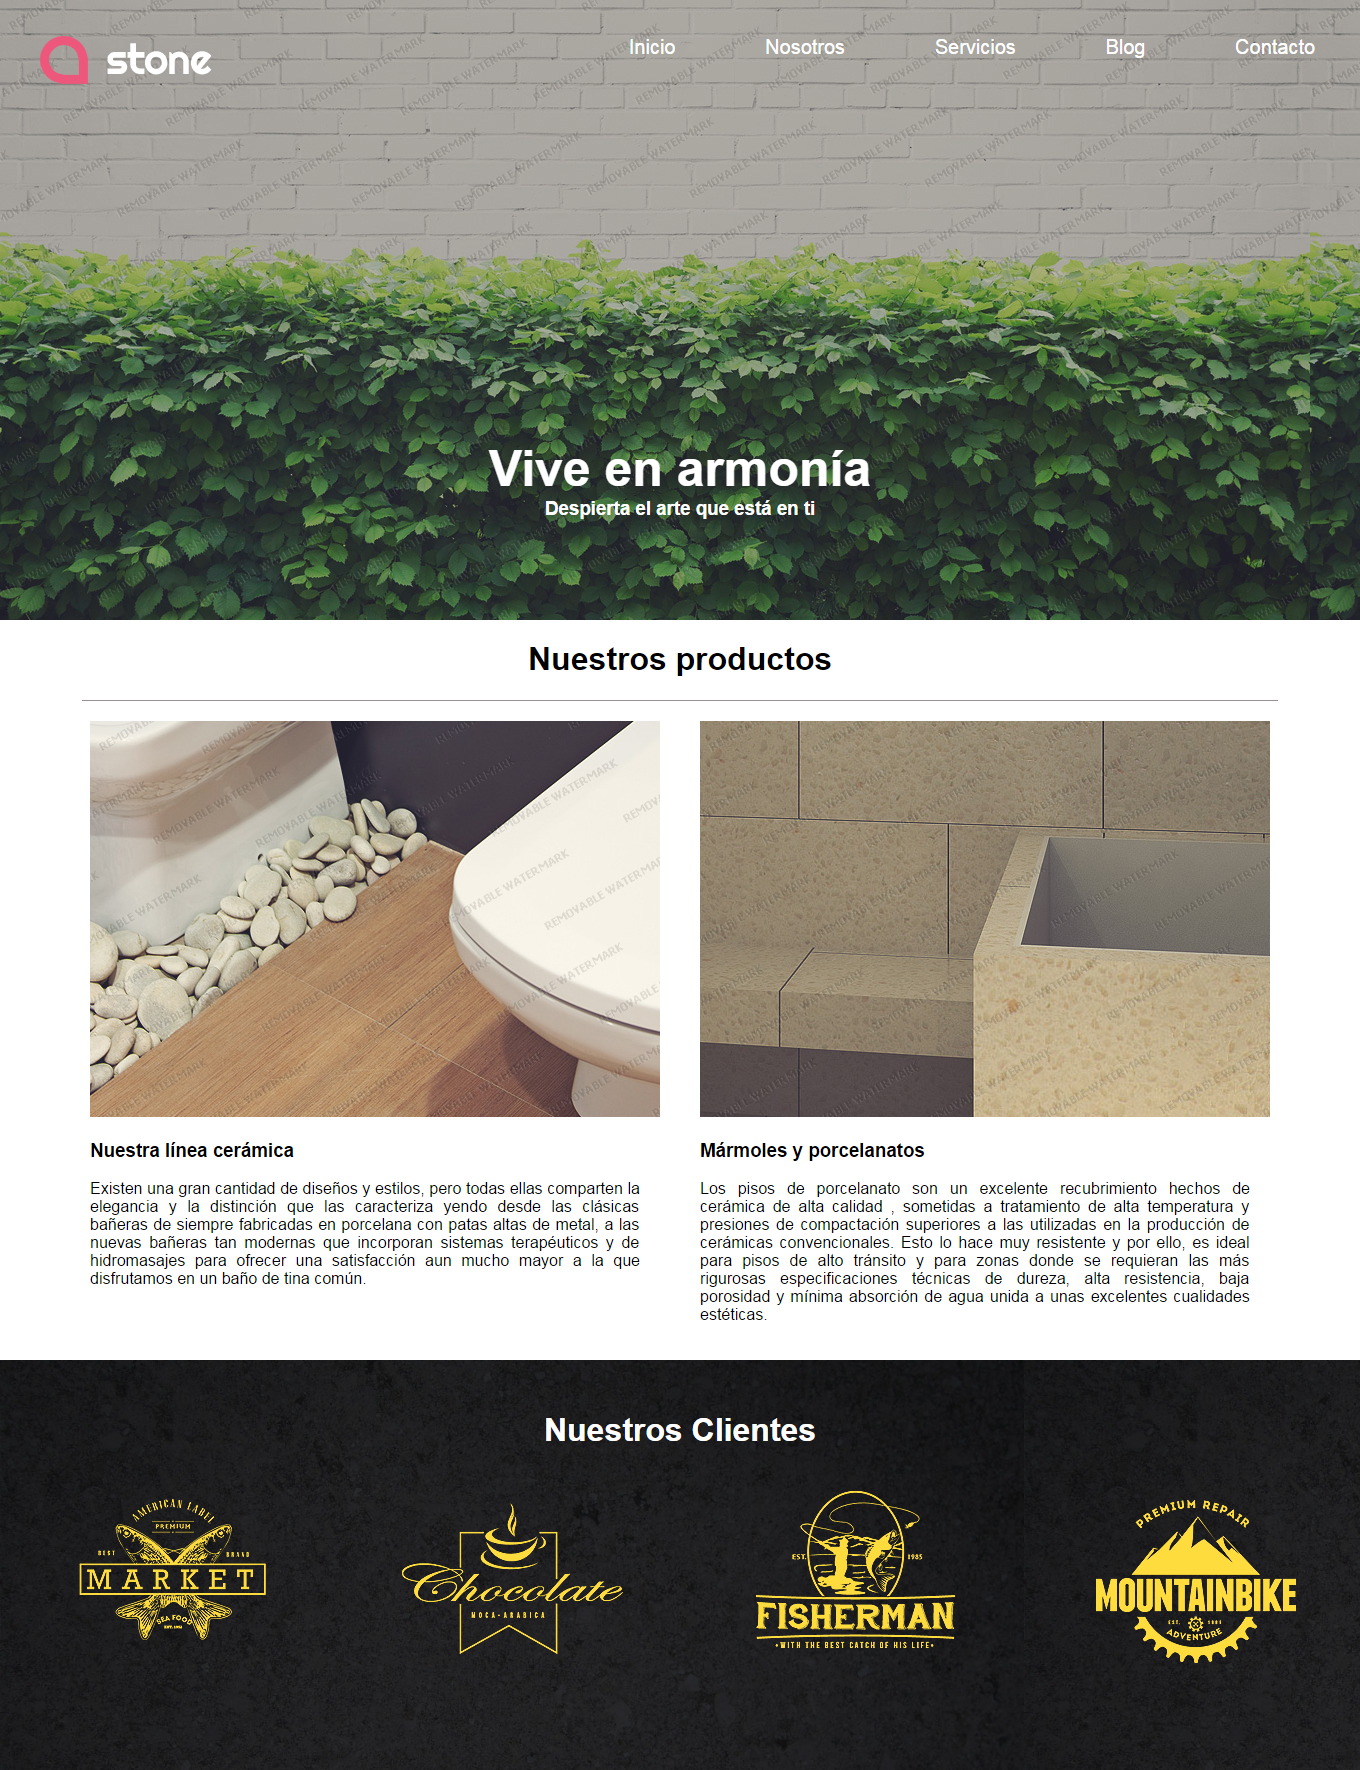 stone
Inicio Nosotros Servicios Blog Contacto
REMOVABLE WATERMARK
Vive en armonía
Despierta el arte que está en ti
Nuestros productos
Nuestra línea cerámica
Existen una gran cantidad de diseños y estilos, pero todas ellas comparten la
elegancia y la distinción que las caracteriza yendo desde las clásicas
bañeras de siempre fabricadas en porcelana con patas altas de metal, a las
nuevas bañeras tan modernas que incorporan sistemas terapéuticos y de
hidromasajes para ofrecer una satisfacción aun mucho mayor a la que
disfrutamos en un baño de tina común.
Mármoles y porcelanatos
Los pisos de porcelanato son un excelente recubrimiento hechos de
cerámica de alta calidad , sometidas a tratamiento de alta temperatura y
presiones de compactación superiores a las utilizadas en la producción de
cerámicas convencionales. Esto lo hace muy resistente y por ello, es ideal
para pisos de alto tránsito y para zonas donde se requieran las más
rigurosas especificaciones técnicas de dureza, alta resistencia, baja
porosidad y mínima absorción de agua unida a unas excelentes cualidades
estéticas.
Nuestros Clientes
AMERICAN LABEL
PREMIUM
BEST BRAND
MARKET
SEA FOOD
EST. 1952
Chocolate
MOCA-ARABICA
EST. 1985
FISHERMAN
•WITH THE BEST CATCH OF HIS LIFE•
PREMIUM REPAIR
MOUNTAINBIKE
EST. 1985
ADVENTURE